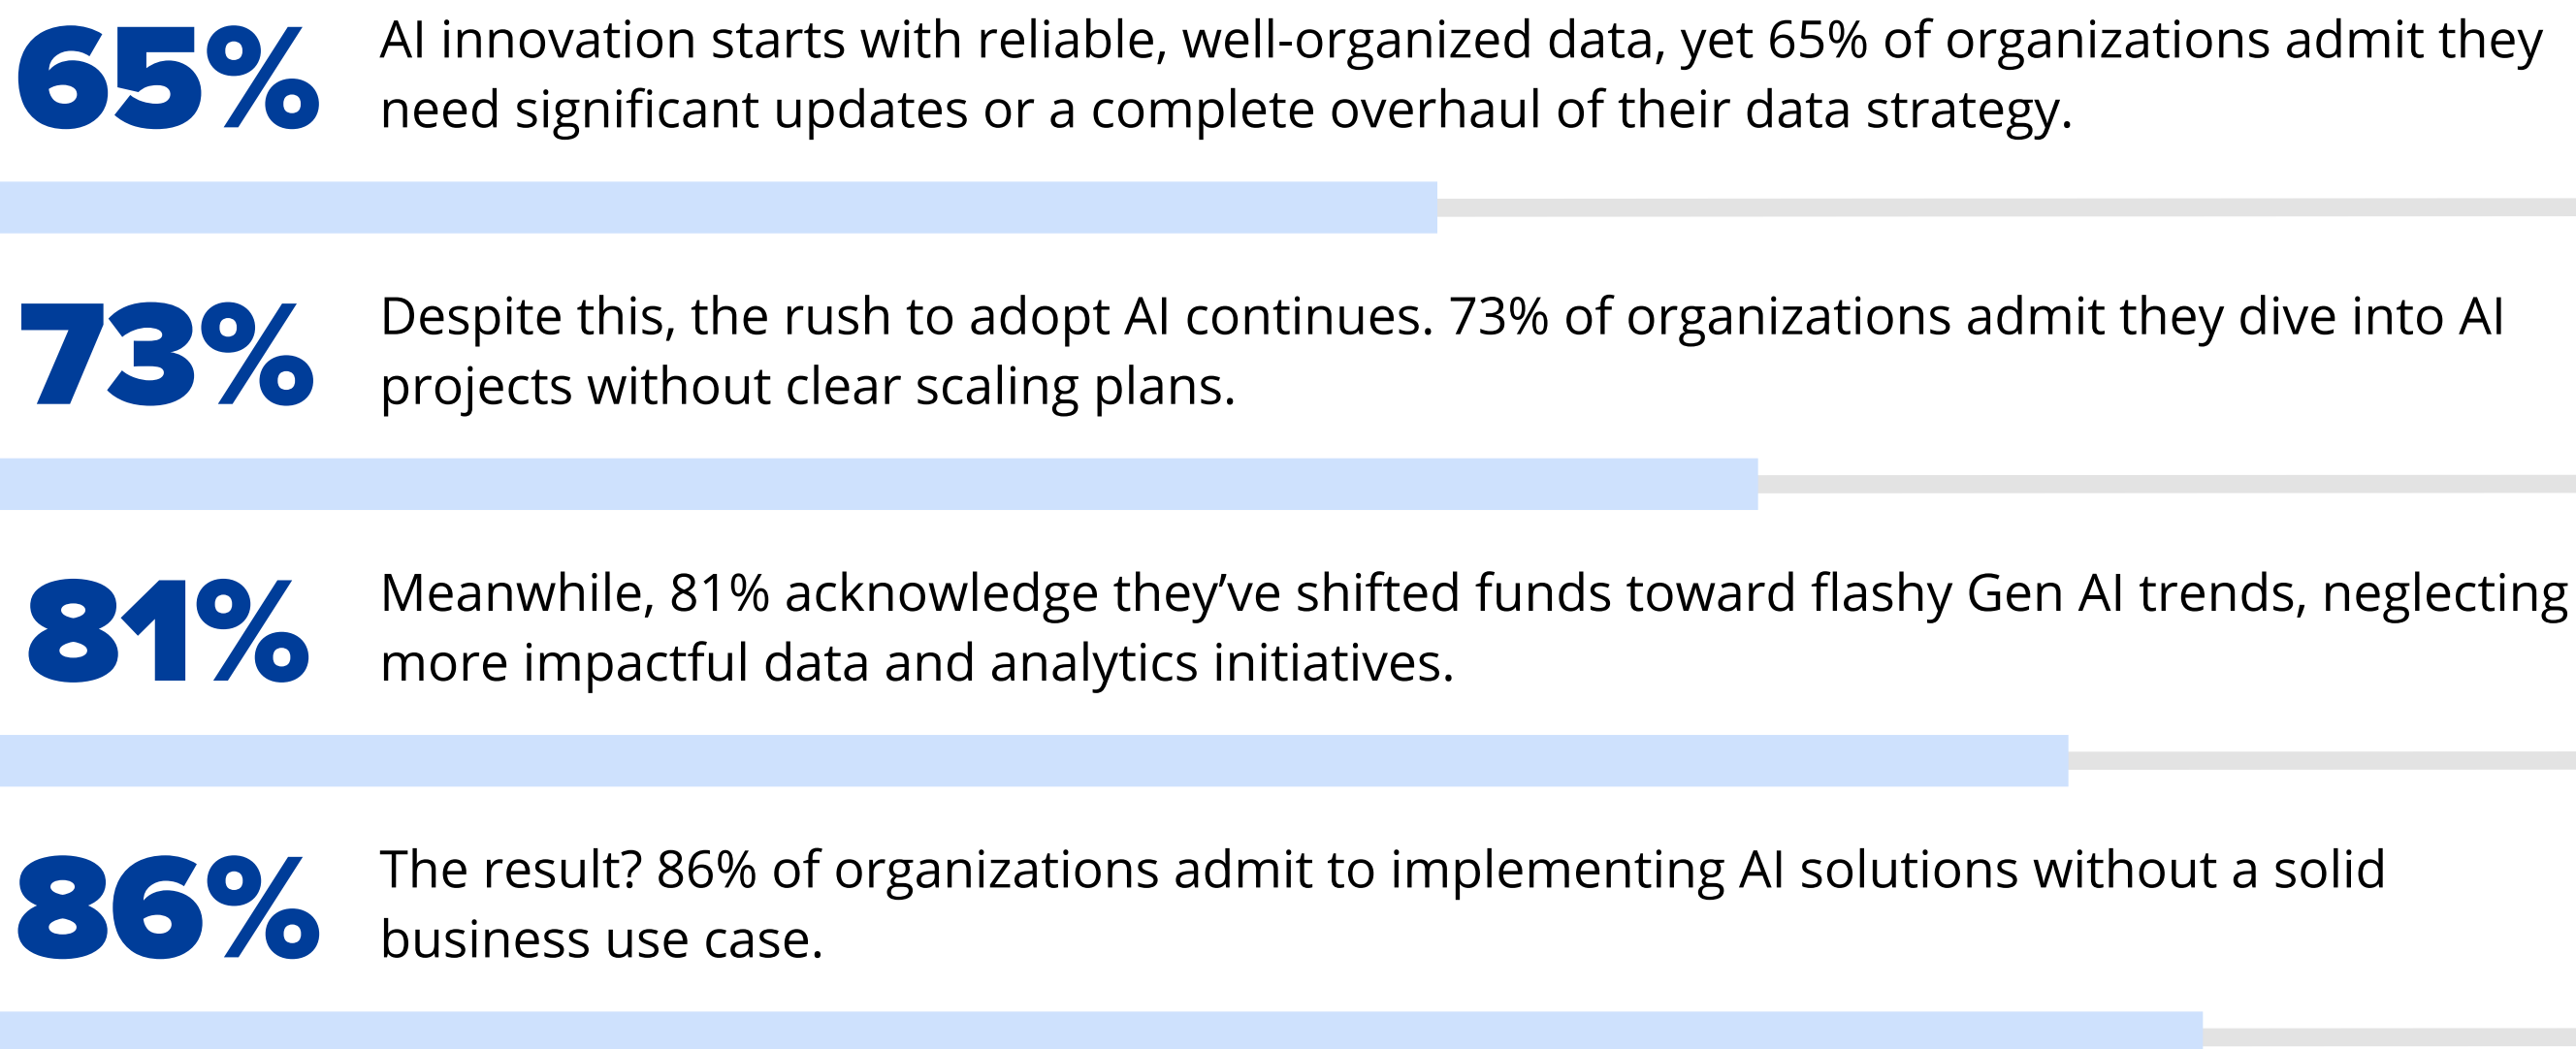 65%
AI innovation starts with reliable, well-organized data, yet 65% of organizations admit they
need significant updates or a complete overhaul of their data strategy.
73%
Despite this, the rush to adopt AI continues. 73% of organizations admit they dive into AI
projects without clear scaling plans.
81%
Meanwhile, 81% acknowledge they’ve shifted funds toward flashy Gen AI trends, neglecting
more impactful data and analytics initiatives.
86%
The result? 86% of organizations admit to implementing AI solutions without a solid
business use case.